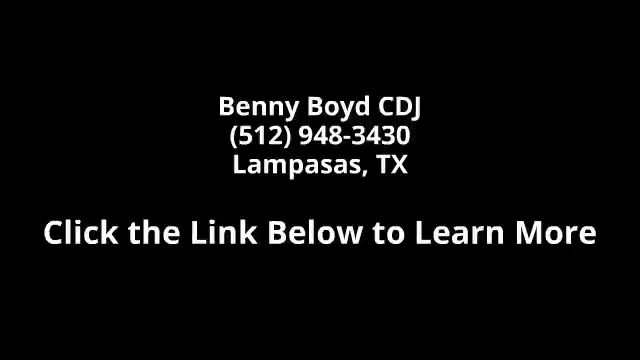 Benny Boyd CDJ
(512) 948-3430
Lampasas, TX
Click the Link Below to Learn More